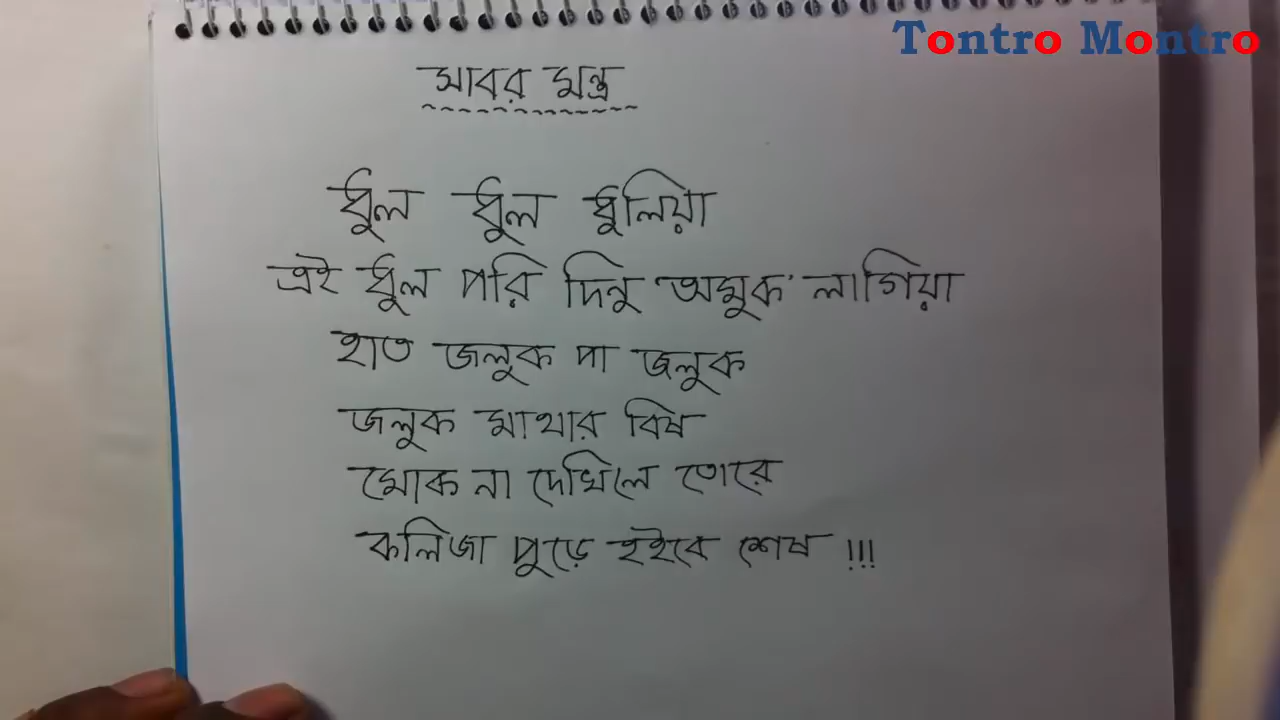 Tontro Montro
সাবর মন্ত্র
ধুল ধুল ধুলিয়া
এই ধুল পরি দিনু 'অমুক' লাগিয়া
হাত জলুক পা জলুক
জলুক মাথার বিষ
মোক না দেখিলে তোরে
কলিজা পুড়ে হইবে শেষ !!!